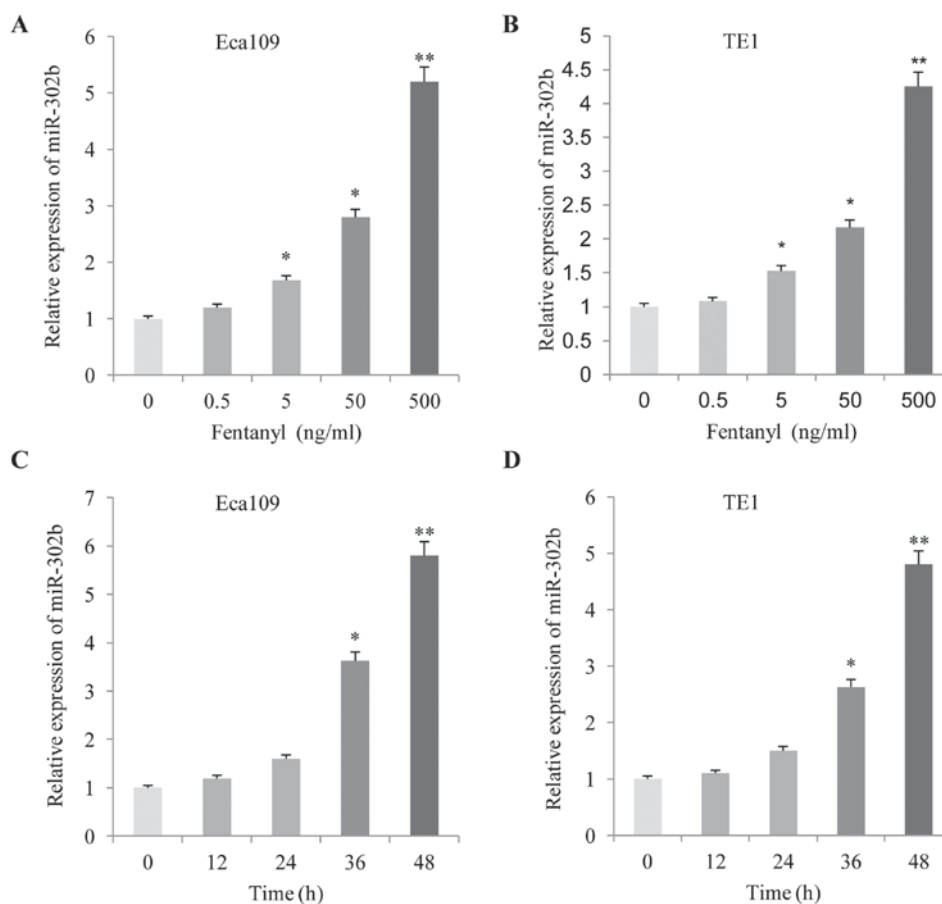 A
Eca109
Relative expression of miR-302b
6
5
4
3
2
1
0
*
*
**
0 0.5 5 50 500
Fentanyl (ng/ml)
B
TE1
Relative expression of miR-302b
5
4.5
4
3.5
3
2.5
2
1.5
1
0.5
0
*
*
**
0 0.5 5 50 500
Fentanyl (ng/ml)
C
Eca109
Relative expression of miR-302b
7
6
5
4
3
2
1
0
*
**
0 12 24 36 48
Time (h)
D
TE1
Relative expression of miR-302b
6
5
4
3
2
1
0
*
**
0 12 24 36 48
Time (h)